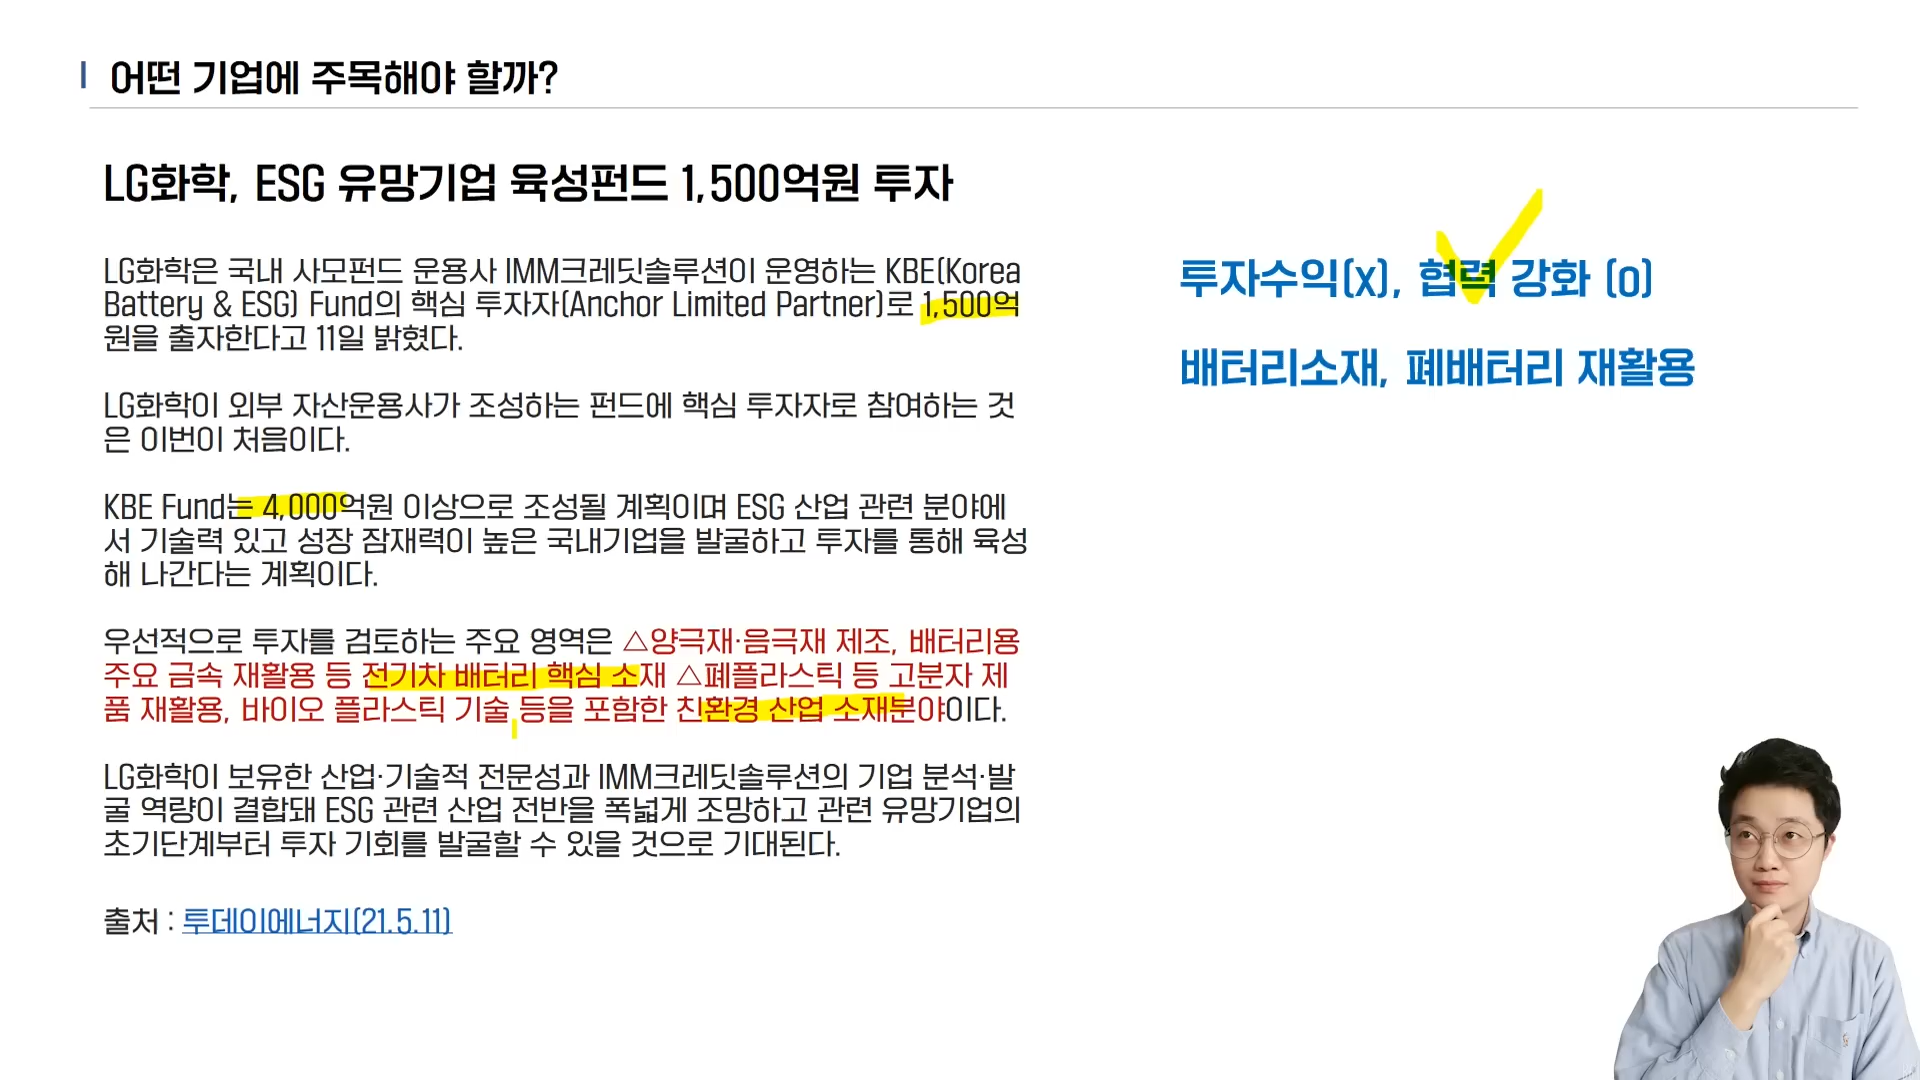 어떤 기업에 주목해야 할까?
LG화학, ESG 유망기업 육성펀드 1,500억원 투자
LG화학은 국내 사모펀드 운용사 IMM크레딧솔루션이 운영하는 KBE(Korea
Battery & ESG) Fund의 핵심 투자자(Anchor Limited Partner)로 1,500억
원을 출자한다고 11일 밝혔다.
LG화학이 외부 자산운용사가 조성하는 펀드에 핵심 투자자로 참여하는 것
은 이번이 처음이다.
KBE Fund는 4,000억원 이상으로 조성될 계획이며 ESG 산업 관련 분야에
서 기술력 있고 성장 잠재력이 높은 국내기업을 발굴하고 투자를 통해 육성
해 나간다는 계획이다.
우선적으로 투자를 검토하는 주요 영역은 △양극재·음극재 제조, 배터리용
주요 금속 재활용 등 전기차 배터리 핵심 소재 △폐플라스틱 등 고분자 제
품 재활용, 바이오 플라스틱 기술 등을 포함한 친환경 산업 소재분야이다.
LG화학이 보유한 산업·기술적 전문성과 IMM크레딧솔루션의 기업 분석·발
굴 역량이 결합돼 ESG 관련 산업 전반을 폭넓게 조망하고 관련 유망기업의
초기단계부터 투자 기회를 발굴할 수 있을 것으로 기대된다.
출처 : 투데이에너지(21.5.11)
투자수익(x), 협력 강화 (o)
배터리소재, 폐배터리 재활용